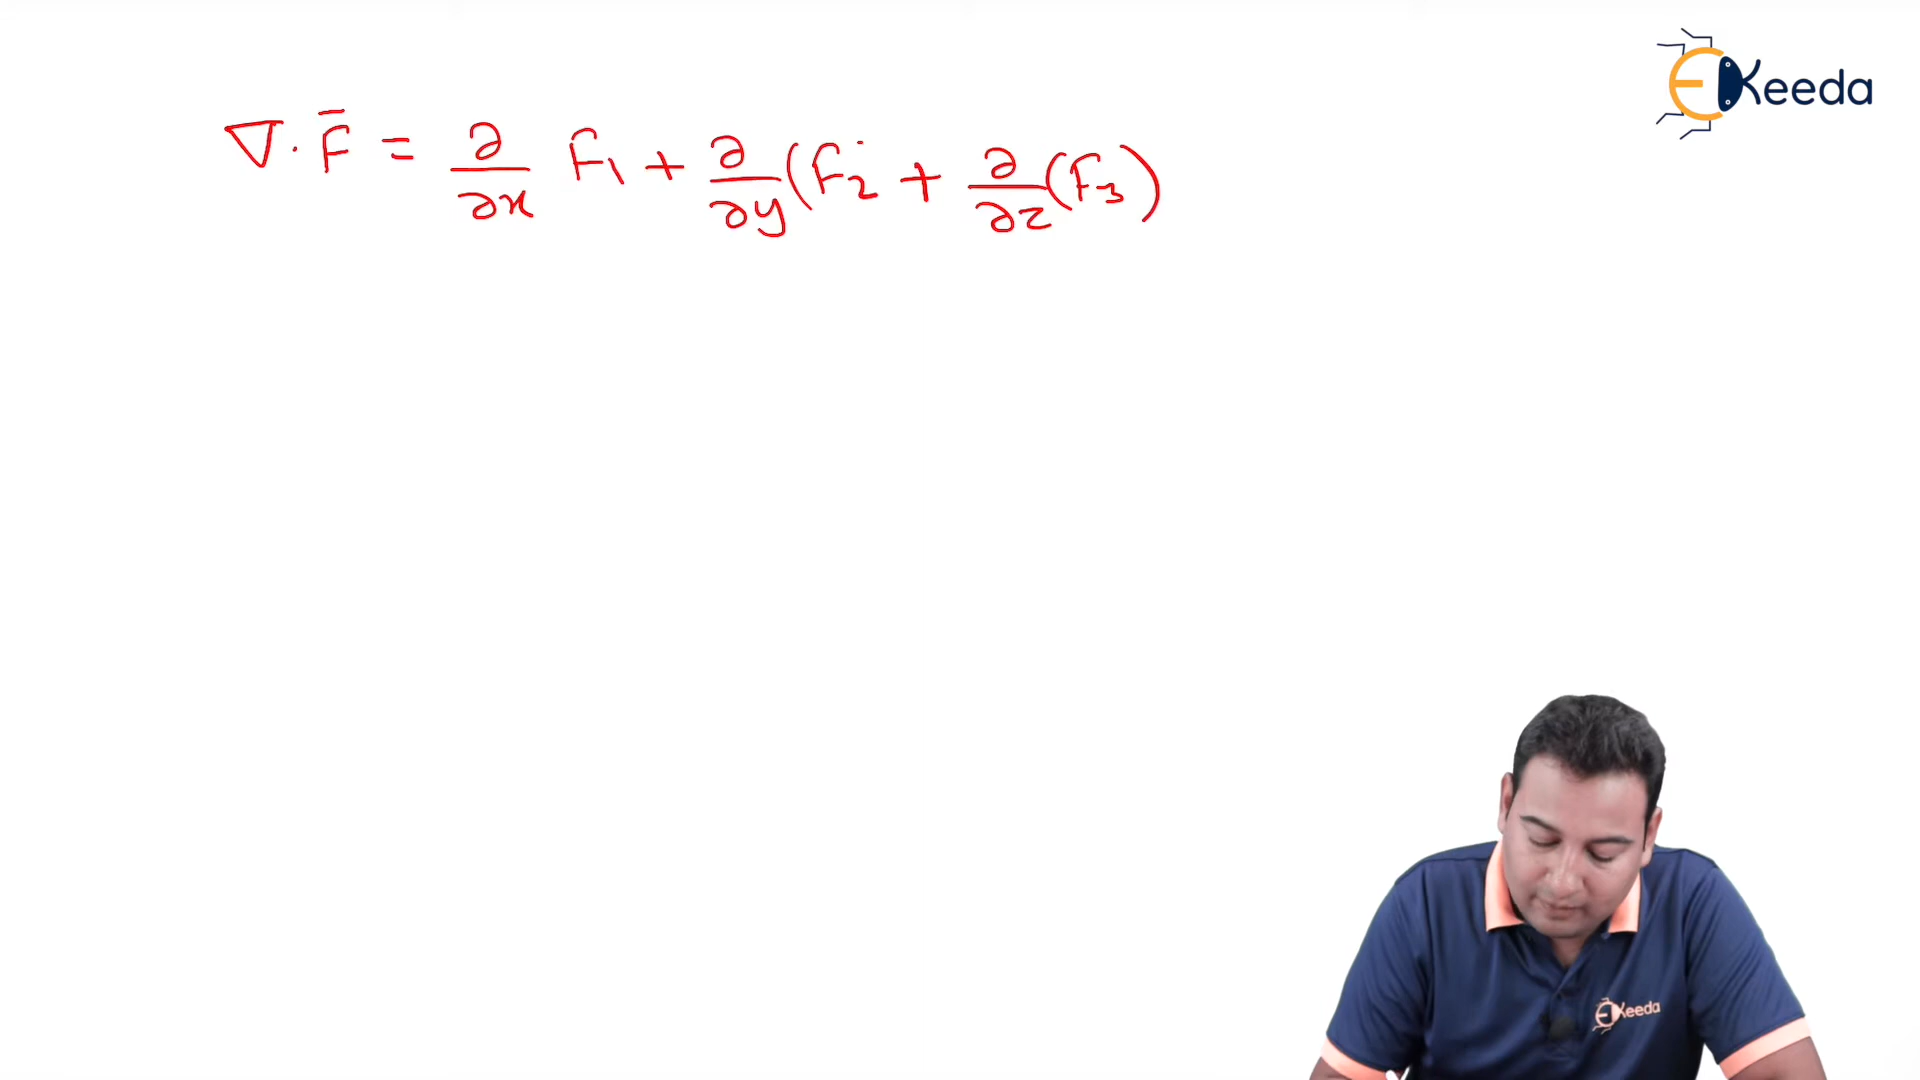 EKeeda
∇·F̄ = ∂/∂x F₁ + ∂/∂y (F₂ + ∂/∂z (F₃)
EKeeda